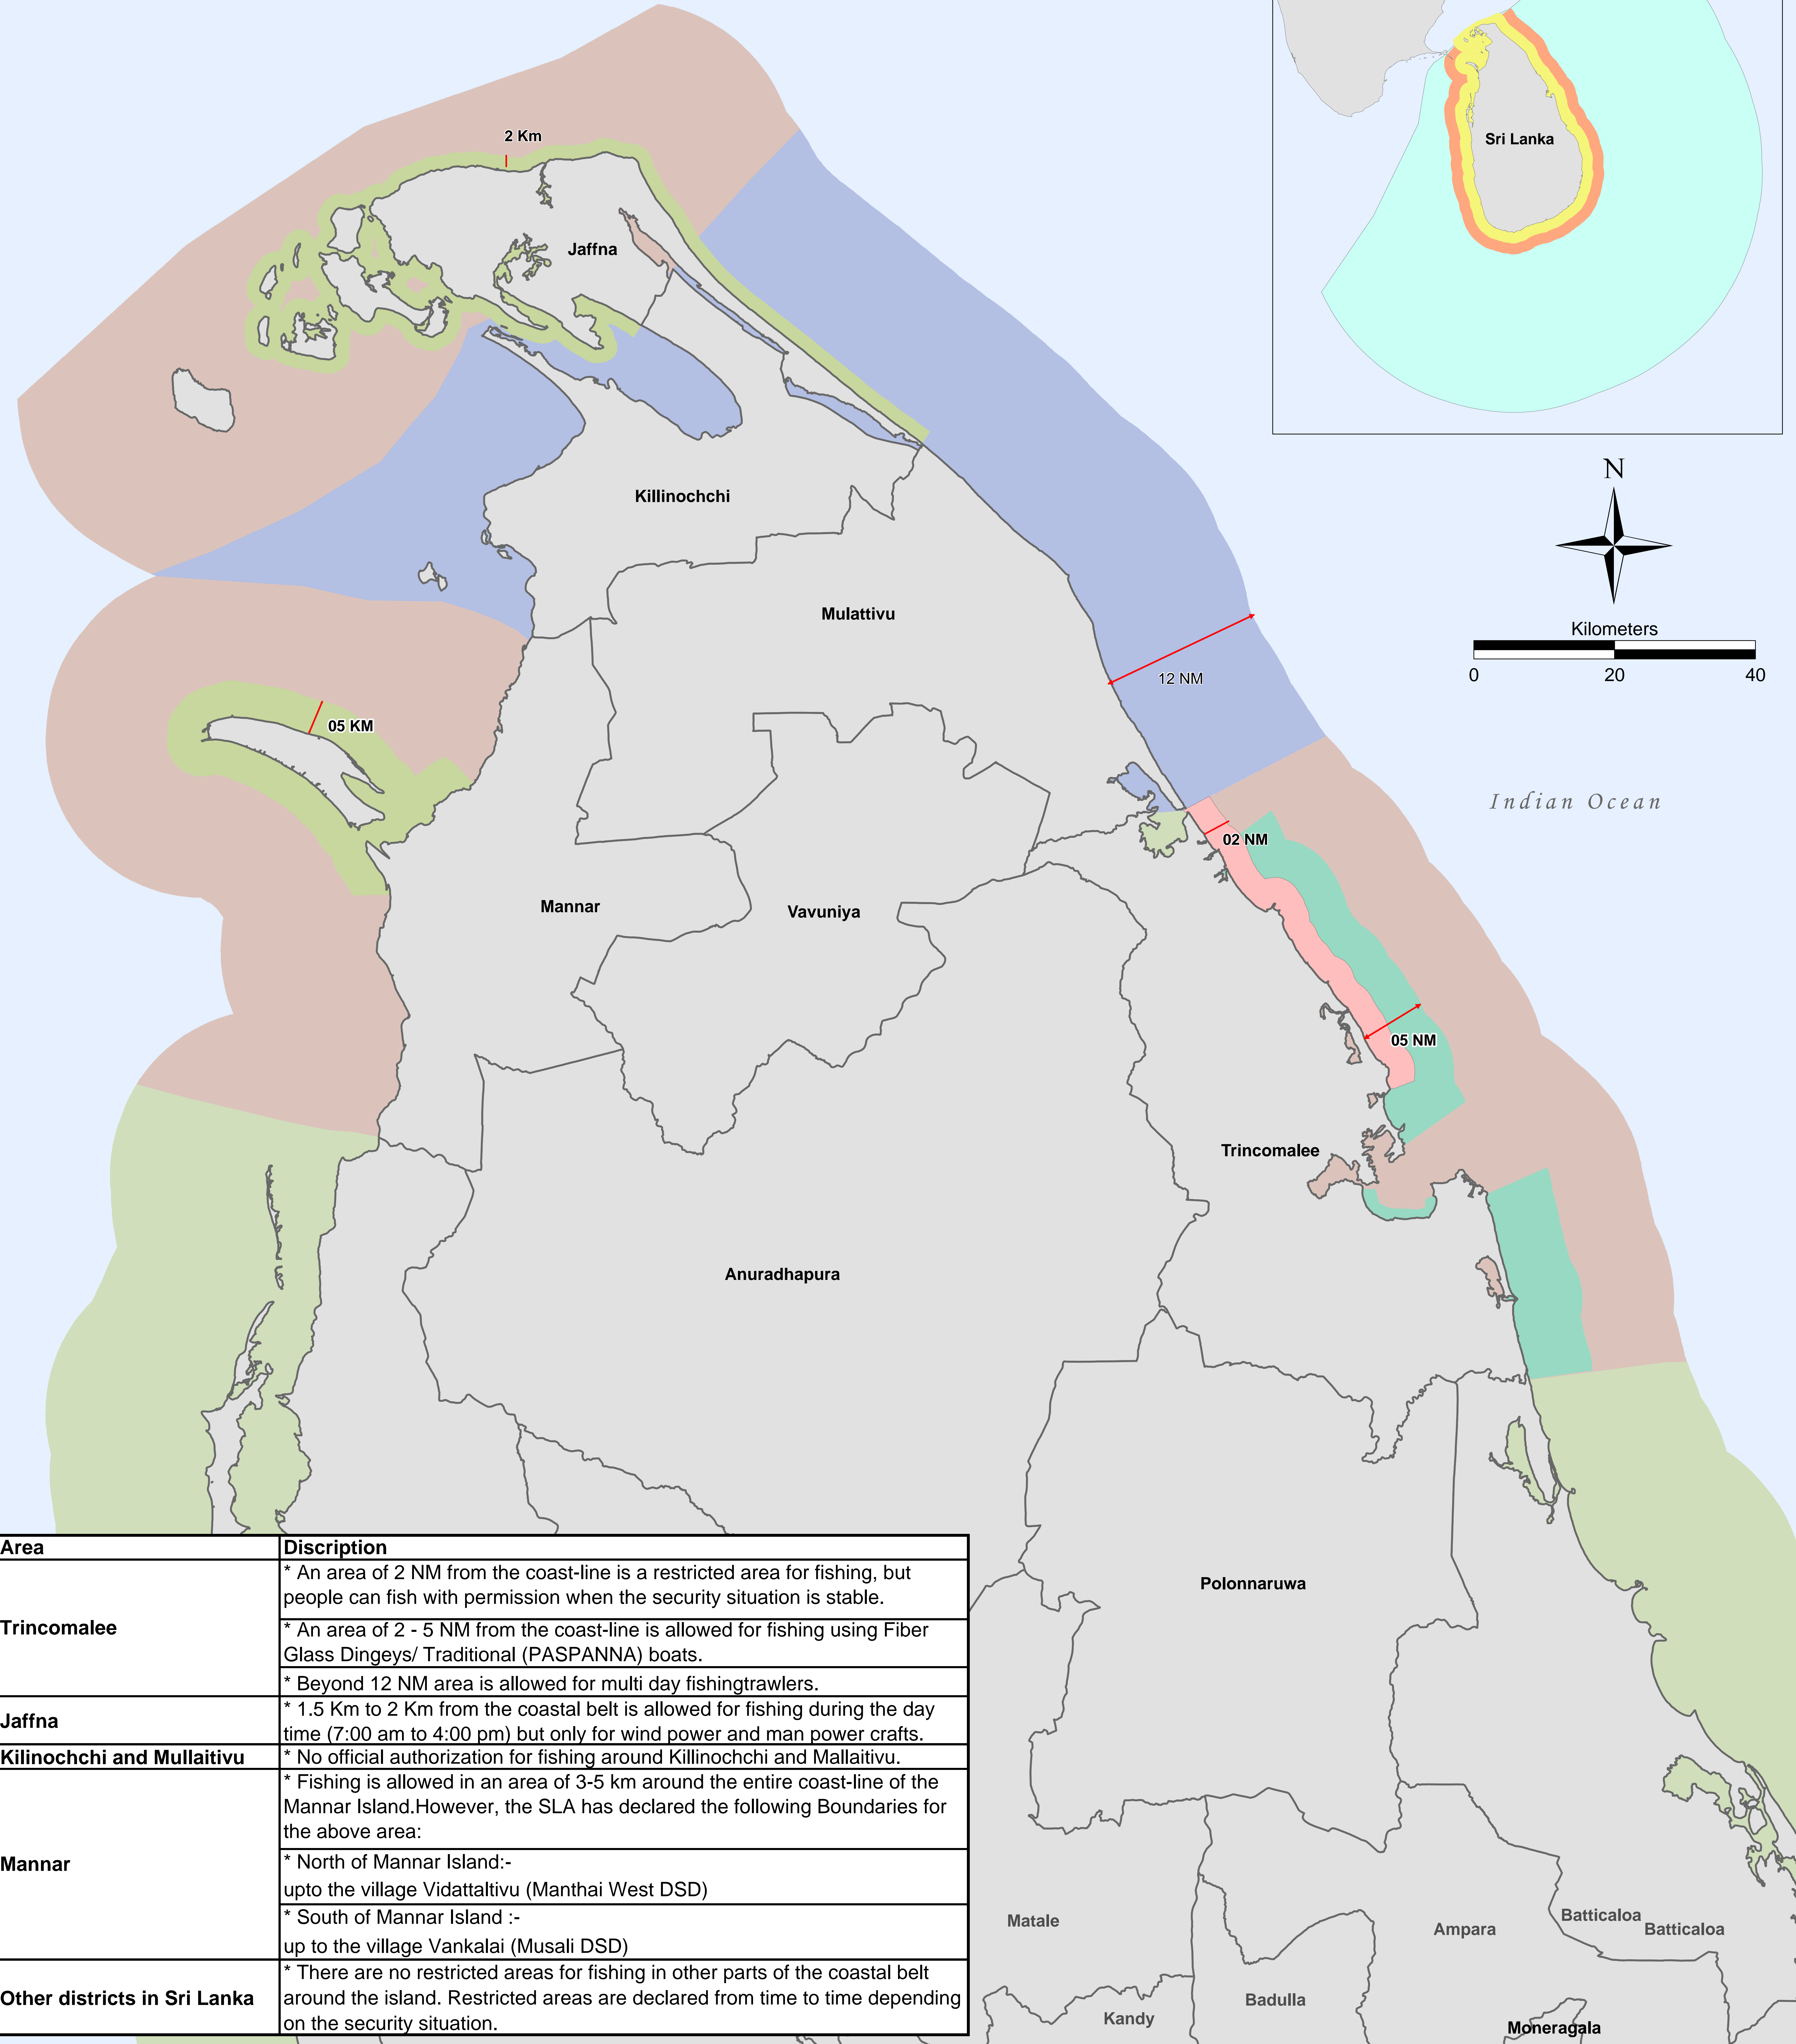 Sri Lanka
2 Km
Jaffna
N
Killinochchi
Mulattivu
Kilometers
0 20 40
12 NM
05 KM
Indian Ocean
02 NM
Mannar
Vavuniya
05 NM
Trincomalee
Anuradhapura
Polonnaruwa
Matale
Ampara
Batticaloa
Batticaloa
Badulla
Kandy
Moneragala
Area Discription
Trincomalee
* An area of 2 NM from the coast-line is a restricted area for fishing, but
people can fish with permission when the security situation is stable.
* An area of 2 - 5 NM from the coast-line is allowed for fishing using Fiber
Glass Dingeys/ Traditional (PASPANNA) boats.
* Beyond 12 NM area is allowed for multi day fishingtrawlers.
Jaffna
* 1.5 Km to 2 Km from the coastal belt is allowed for fishing during the day
time (7:00 am to 4:00 pm) but only for wind power and man power crafts.
Kilinochchi and Mullaitivu
* No official authorization for fishing around Killinochchi and Mallaitivu.
Mannar
* Fishing is allowed in an area of 3-5 km around the entire coast-line of the
Mannar Island.However, the SLA has declared the following Boundaries for
the above area:
* North of Mannar Island:-
upto the village Vidattaltivu (Manthai West DSD)
* South of Mannar Island :-
up to the village Vankalai (Musali DSD)
Other districts in Sri Lanka
* There are no restricted areas for fishing in other parts of the coastal belt
around the island. Restricted areas are declared from time to time depending
on the security situation.